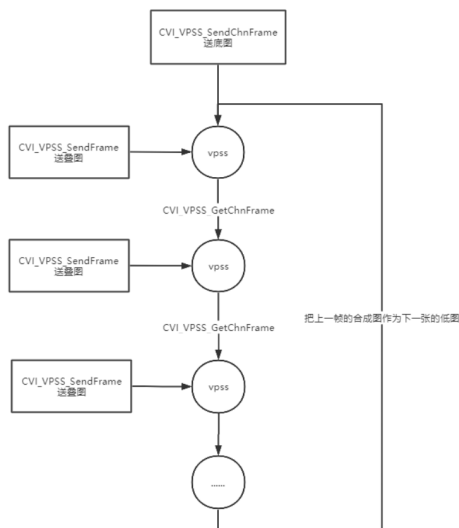 CVI_VPSS_SendChnFrame
送底图
CVI_VPSS_SendFrame
送叠图
vpss
CVI_VPSS_GetChnFrame
CVI_VPSS_SendFrame
送叠图
vpss
把上一帧的合成图作为下一张的低图
CVI_VPSS_GetChnFrame
CVI_VPSS_SendFrame
送叠图
vpss
......